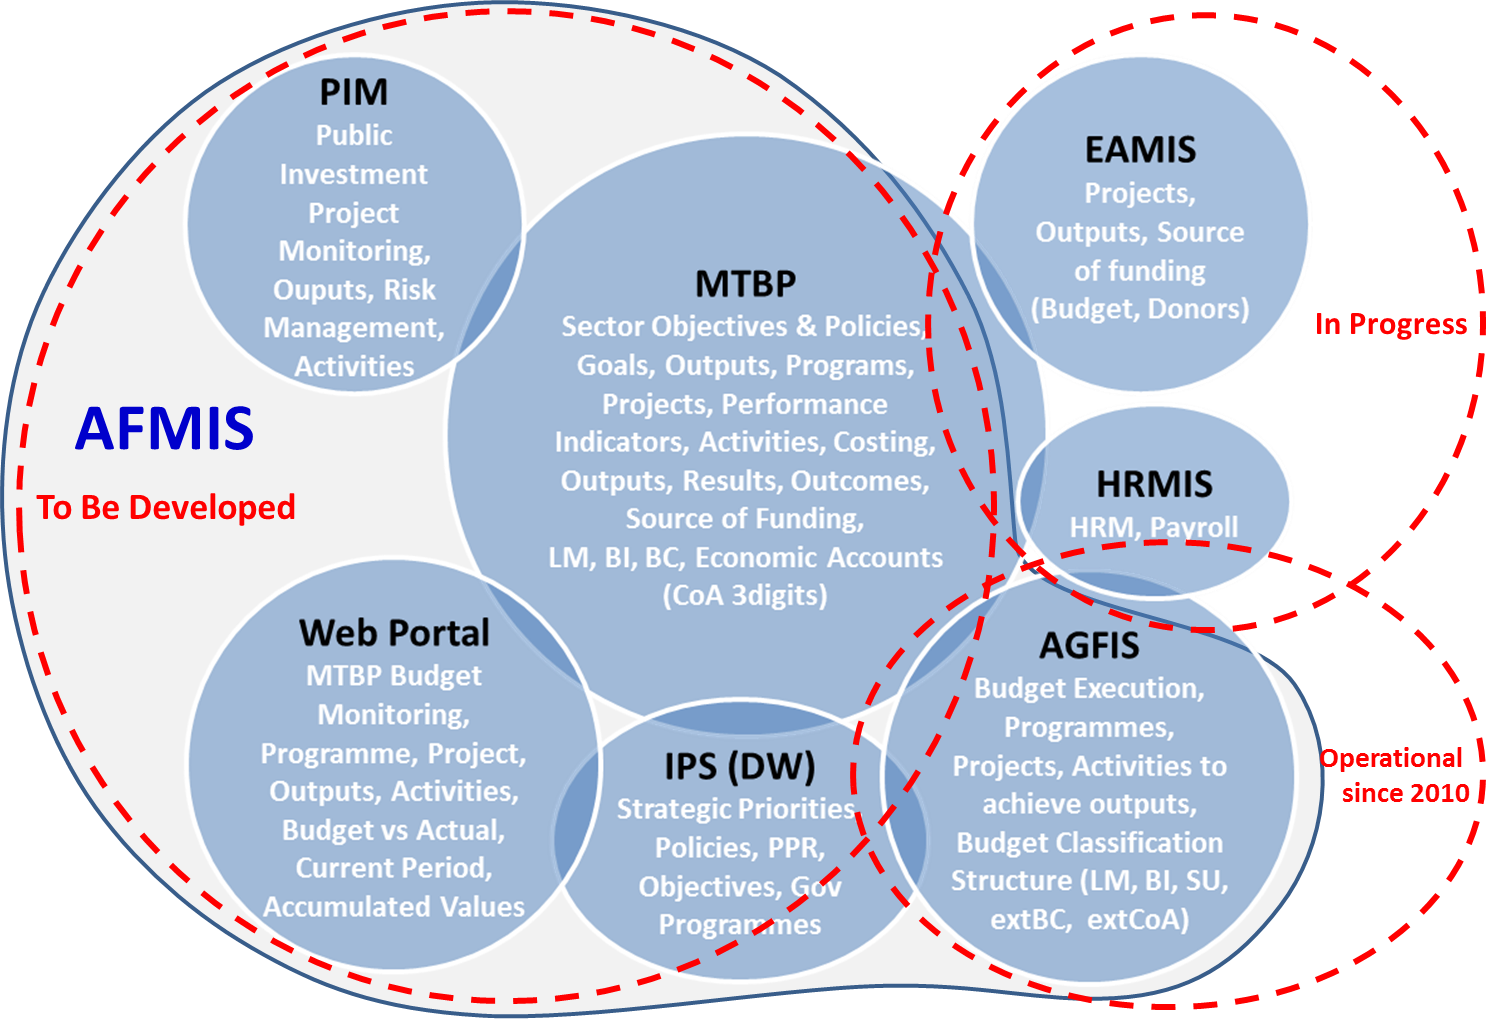 PIM
Public
Investment
Project
Monitoring,
Ouputs, Risk
Management,
Activities
AFMIS
To Be Developed
MTBP
Sector Objectives & Policies,
Goals, Outputs, Programs,
Projects, Performance
Indicators, Activities, Costing,
Outputs, Results, Outcomes,
Source of Funding,
LM, BI, BC, Economic Accounts
(CoA 3digits)
EAMIS
Projects,
Outputs, Source
of funding
(Budget, Donors)
In Progress
HRMIS
HRM, Payroll
Web Portal
MTBP Budget
Monitoring,
Programme, Project,
Outputs, Activities,
Budget vs Actual,
Current Period,
Accumulated Values
IPS (DW)
Strategic Priorities
Policies, PPR,
Objectives, Gov
Programmes
AGFIS
Budget Execution,
Programmes,
Projects, Activities to
achieve outputs,
Budget Classification
Structure (LM, BI, SU,
extBC, extCoA)
Operational
since 2010